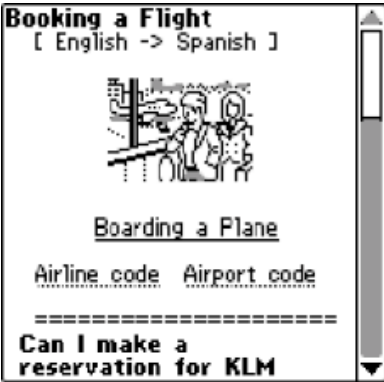 Booking a Flight
[ English -> Spanish ]
Boarding a Plane
Airline code Airport code
======================
Can I make a
reservation for KLM